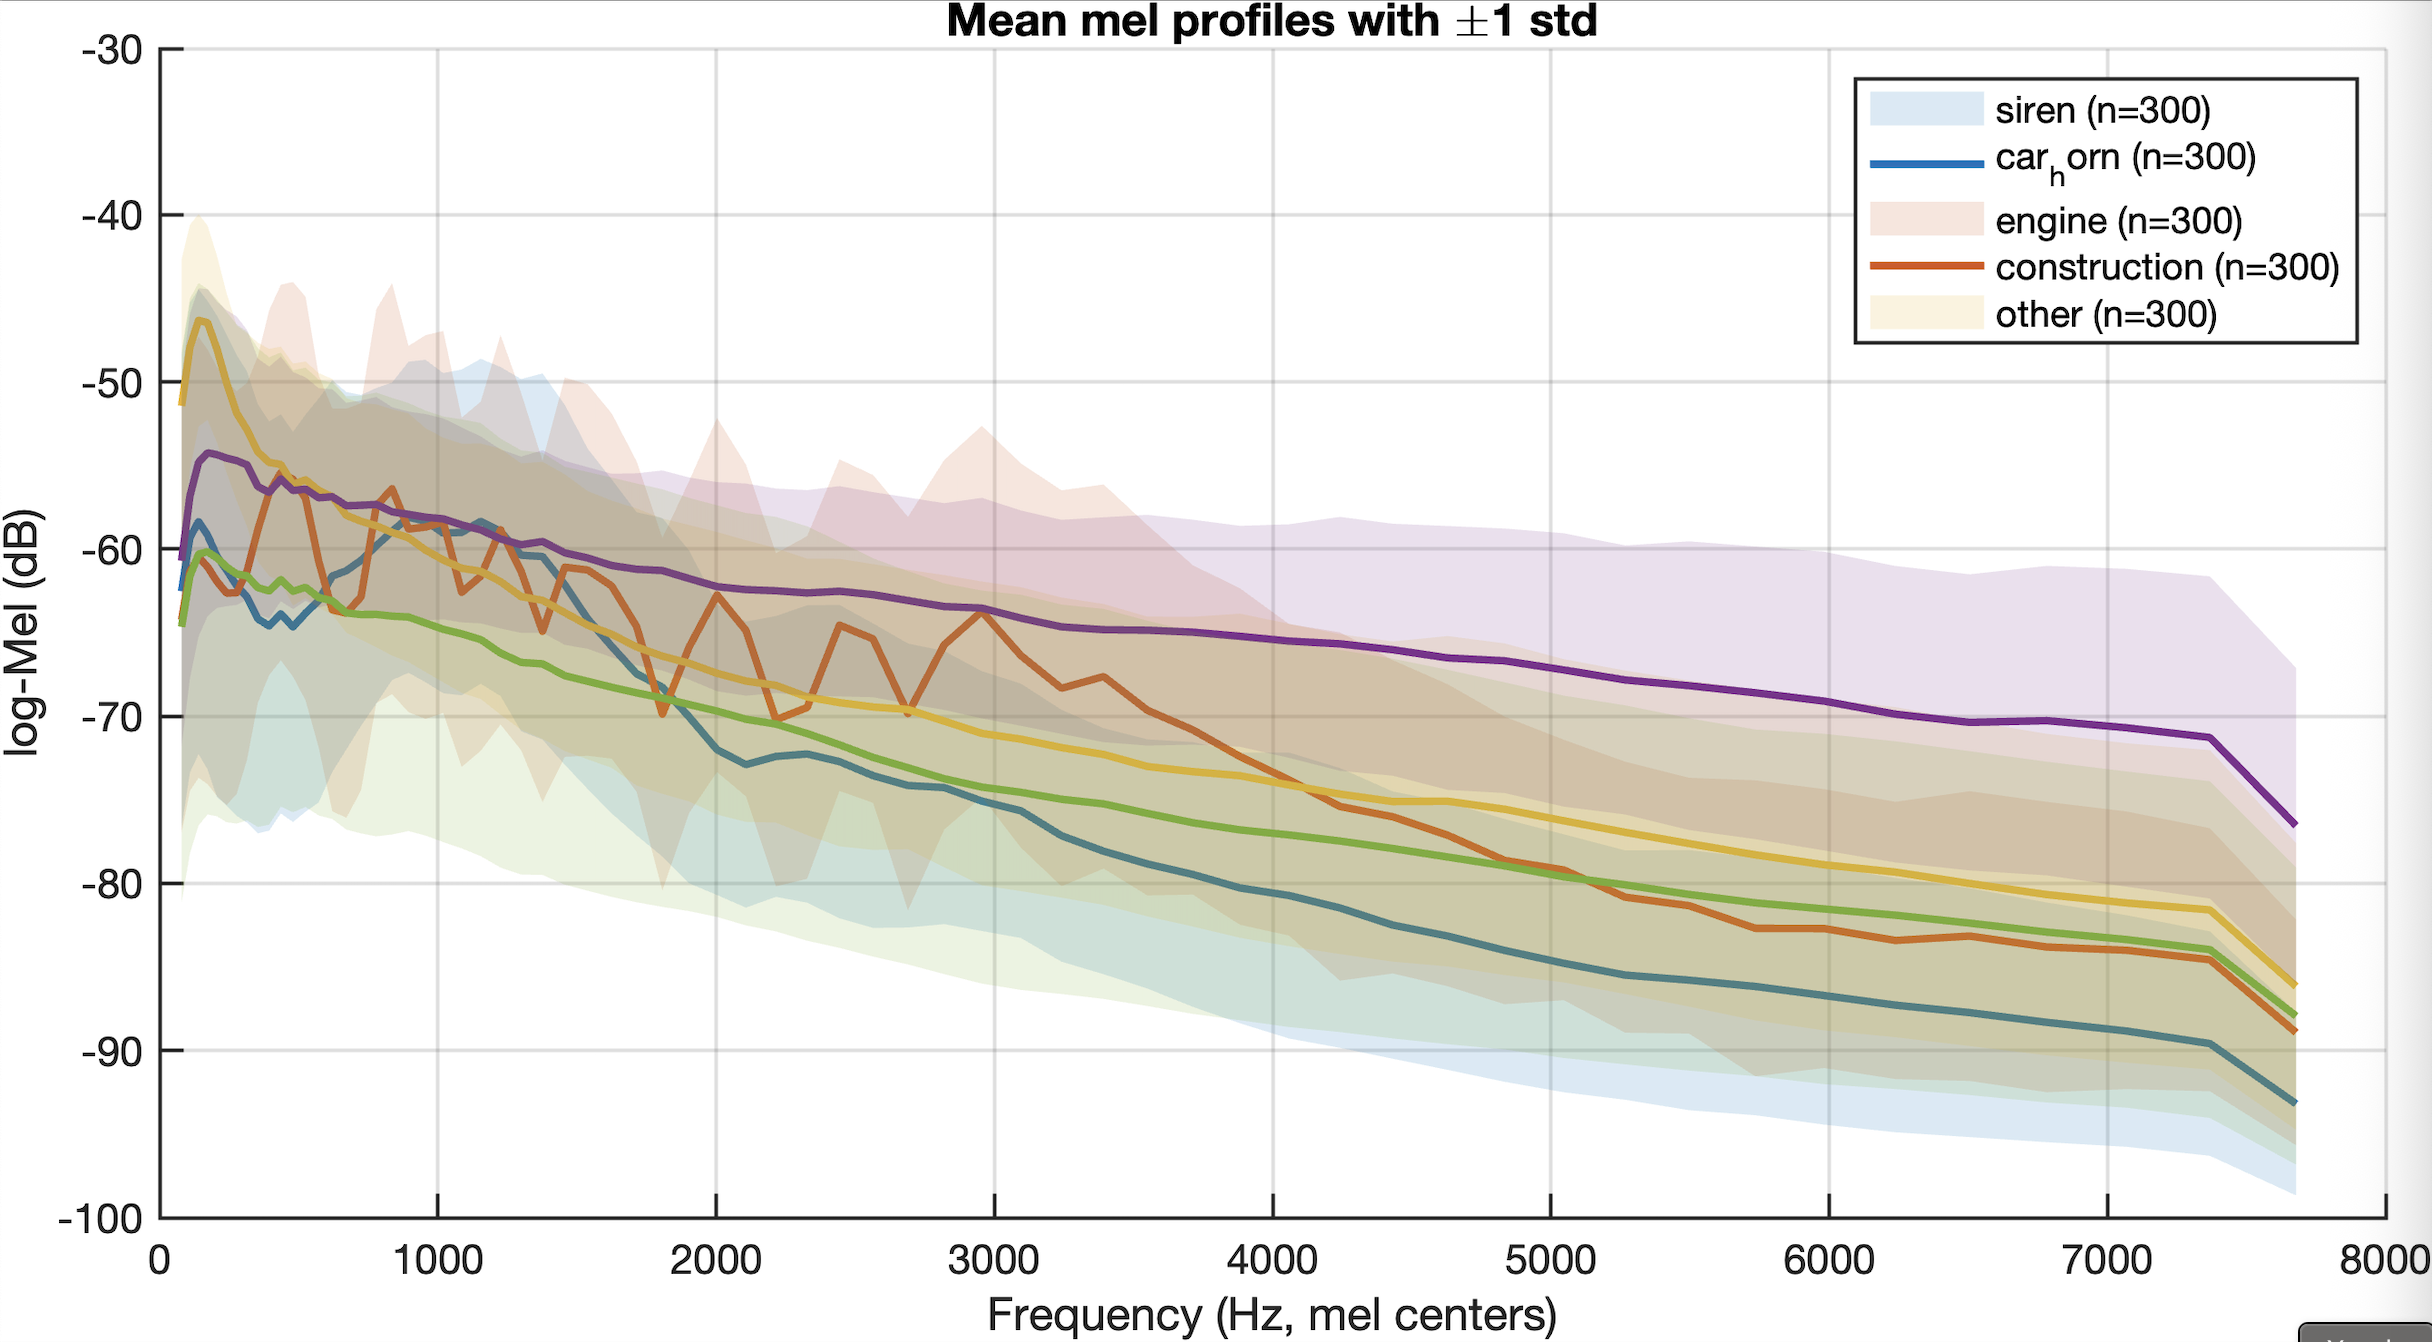 Mean mel profiles with ±1 std
-30
-40
-50
-60
-70
-80
-90
-100
log-Mel (dB)
siren (n=300)
car_horn (n=300)
engine (n=300)
construction (n=300)
other (n=300)
0 1000 2000 3000 4000 5000 6000 7000 8000
Frequency (Hz, mel centers)